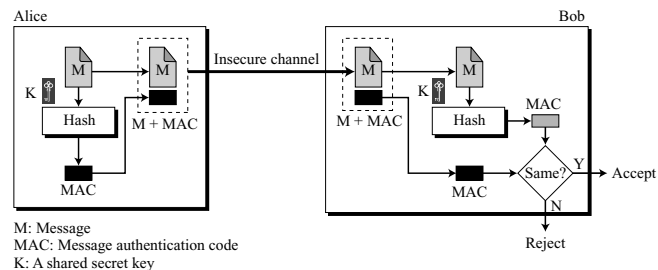 Alice
Bob
M
M
Insecure channel
M
M
K
K
Hash
M + MAC
M + MAC
Hash
MAC
MAC
MAC
Same?
Y
Accept
N
Reject
M: Message
MAC: Message authentication code
K: A shared secret key